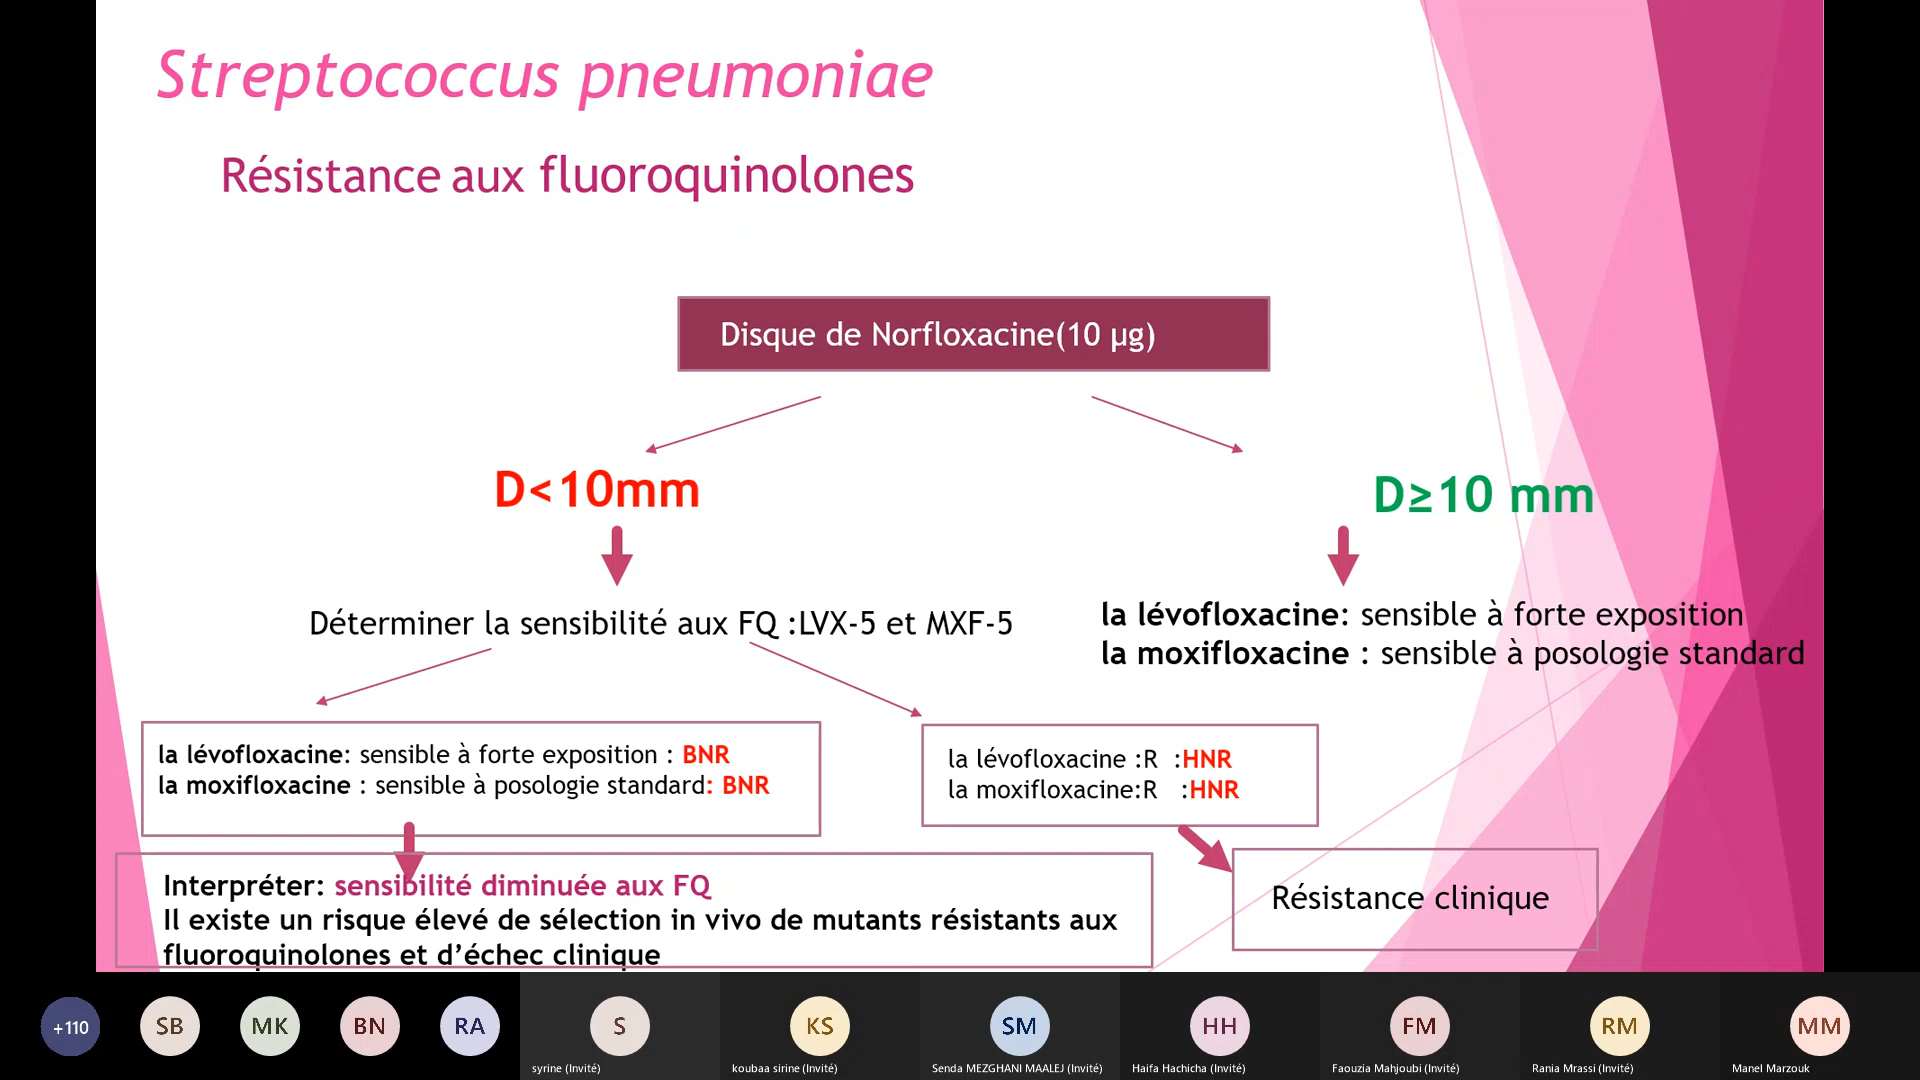 Streptococcus pneumoniae
Résistance aux fluoroquinolones
Disque de Norfloxacine(10 µg)
D<10mm
D≥10 mm
Déterminer la sensibilité aux FQ :LVX-5 et MXF-5
la lévofloxacine: sensible à forte exposition
la moxifloxacine : sensible à posologie standard
la lévofloxacine: sensible à forte exposition : BNR
la moxifloxacine : sensible à posologie standard: BNR
la lévofloxacine :R :HNR
la moxifloxacine:R :HNR
Interpréter: sensibilité diminuée aux FQ
Il existe un risque élevé de sélection in vivo de mutants résistants aux
fluoroquinolones et d’échec clinique
Résistance clinique
+110
SB
MK
BN
RA
S
KS
SM
HH
FM
RM
MM
syrine (Invité)
koubaa sirine (Invité)
Senda MEZGHANI MAALEJ (Invité)
Haifa Hachicha (Invité)
Faouzia Mahjoubi (Invité)
Rania Mrassi (Invité)
Manel Marzouk